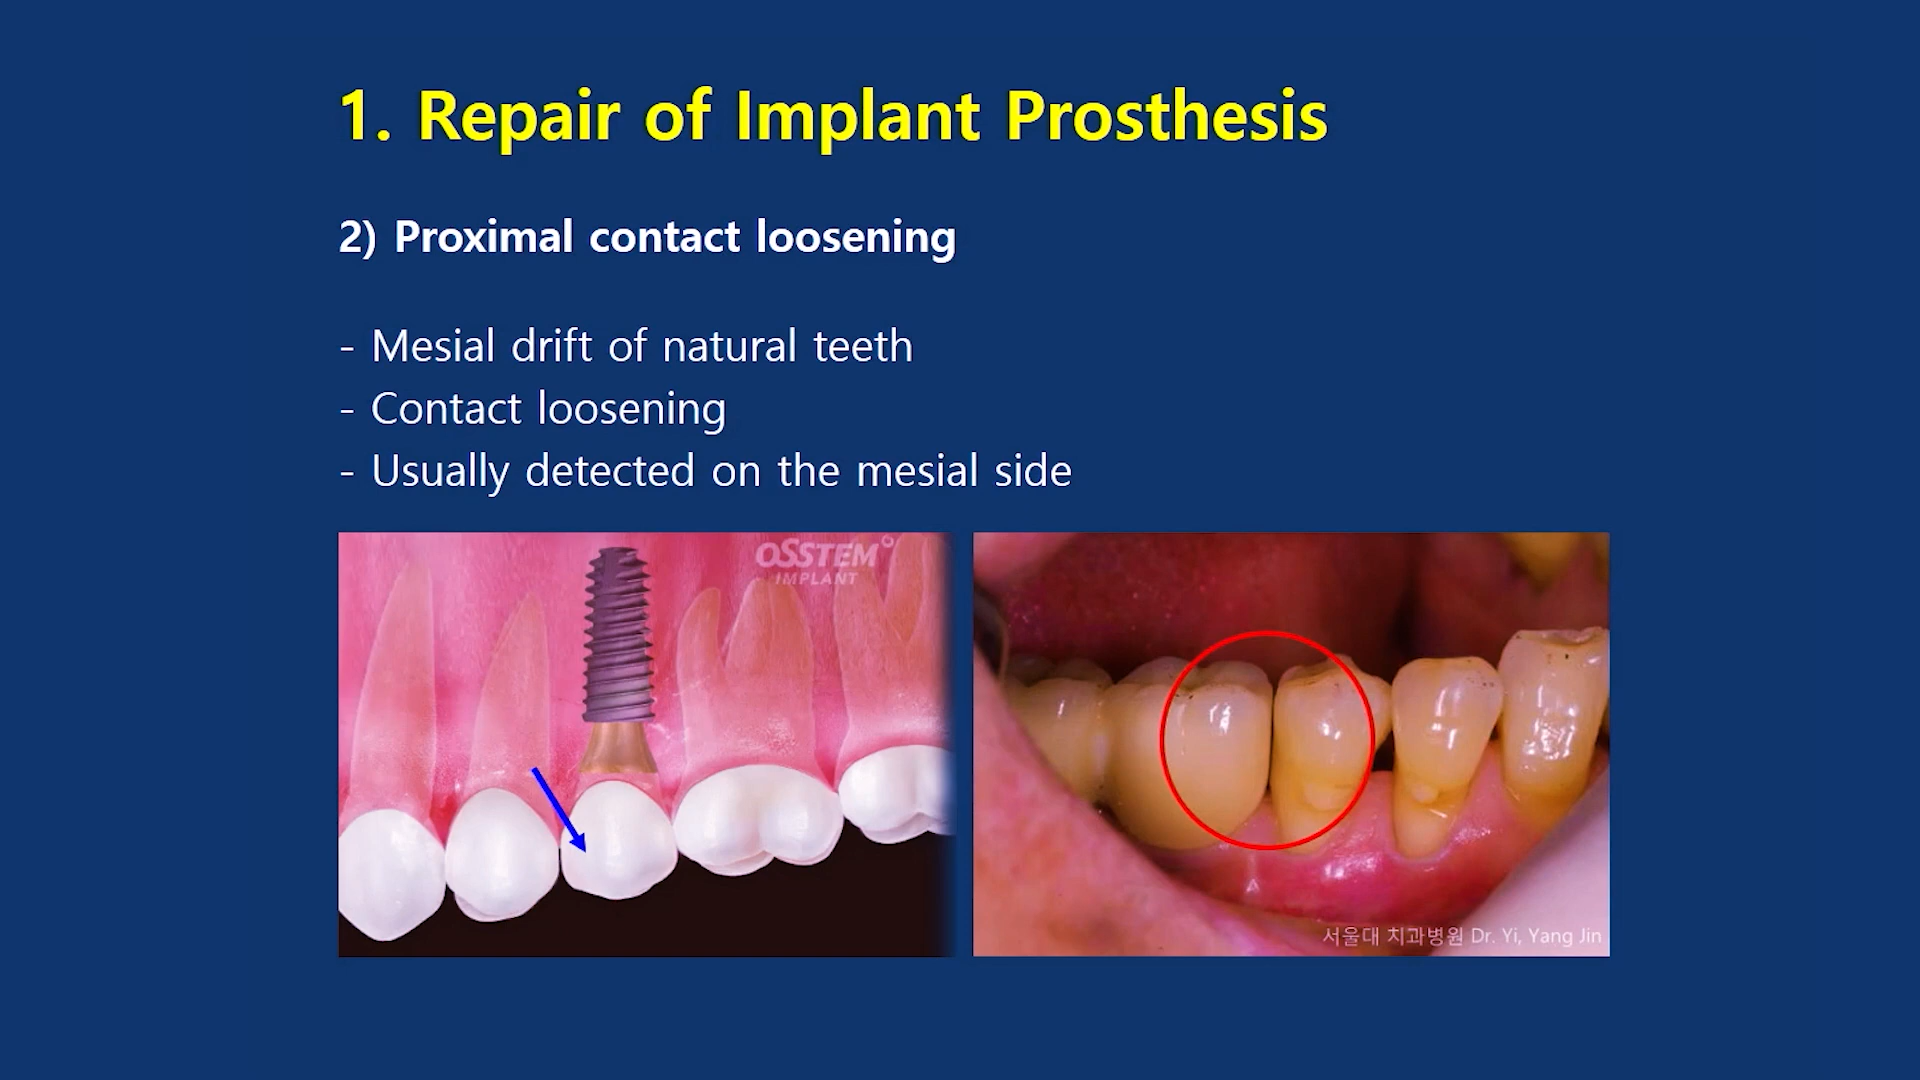 1. Repair of Implant Prosthesis
2) Proximal contact loosening
- Mesial drift of natural teeth
- Contact loosening
- Usually detected on the mesial side
OSSTEM
IMPLANT
서울대 치과병원 Dr. Yi, Yang Jin